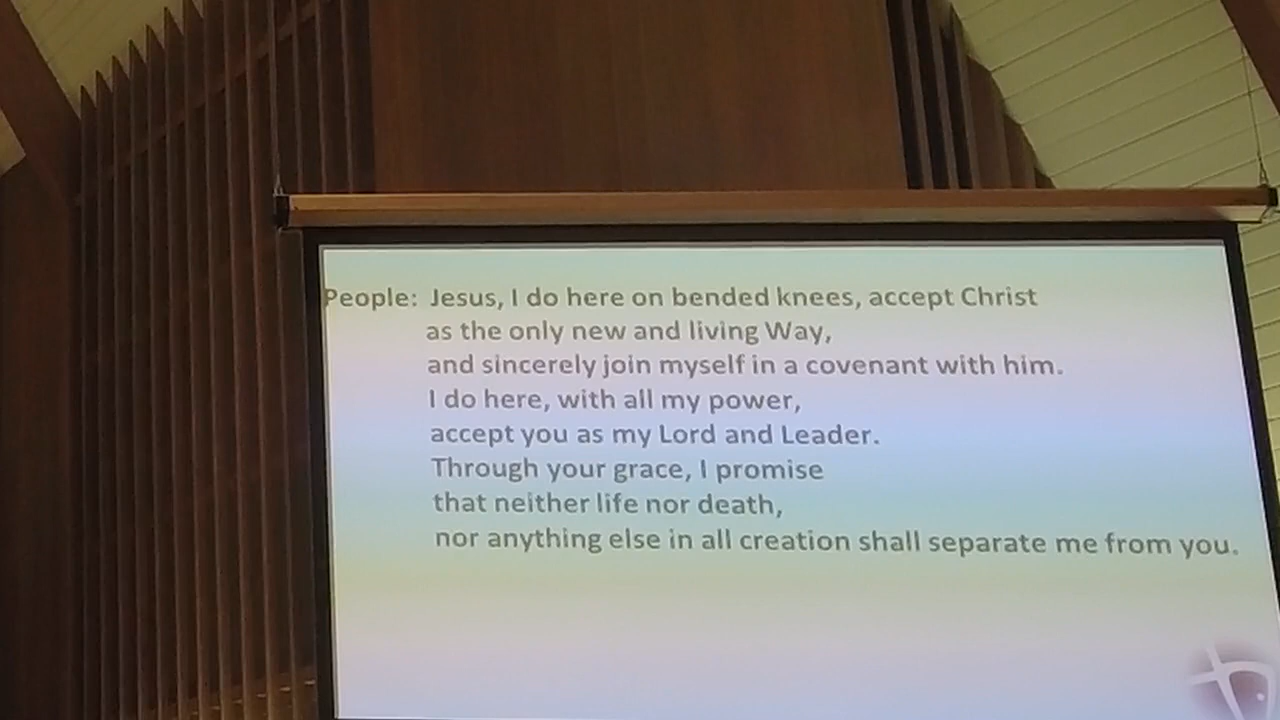 People: Jesus, I do here on bended knees, accept Christ
as the only new and living Way,
and sincerely join myself in a covenant with him.
I do here, with all my power,
accept you as my Lord and Leader.
Through your grace, I promise
that neither life nor death,
nor anything else in all creation shall separate me from you.